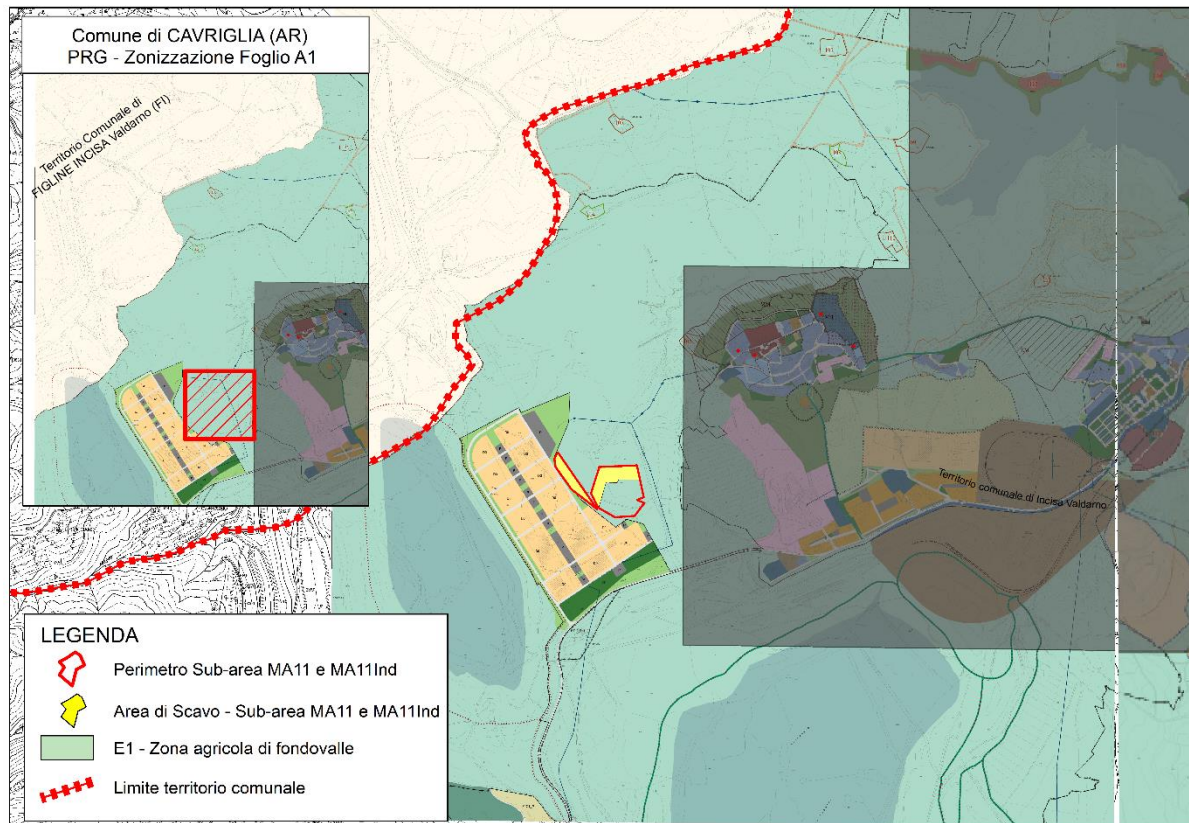 Comune di CAVRIGLIA (AR)
PRG - Zonizzazione Foglio A1
Territorio Comunale di
FIGLINE INCISA Valdarno (FI)
Territorio comunale di Incisa Valdarno
LEGENDA
Perimetro Sub-area MA11 e MA11Ind
Area di Scavo - Sub-area MA11 e MA11Ind
E1 - Zona agricola di fondovalle
Limite territorio comunale